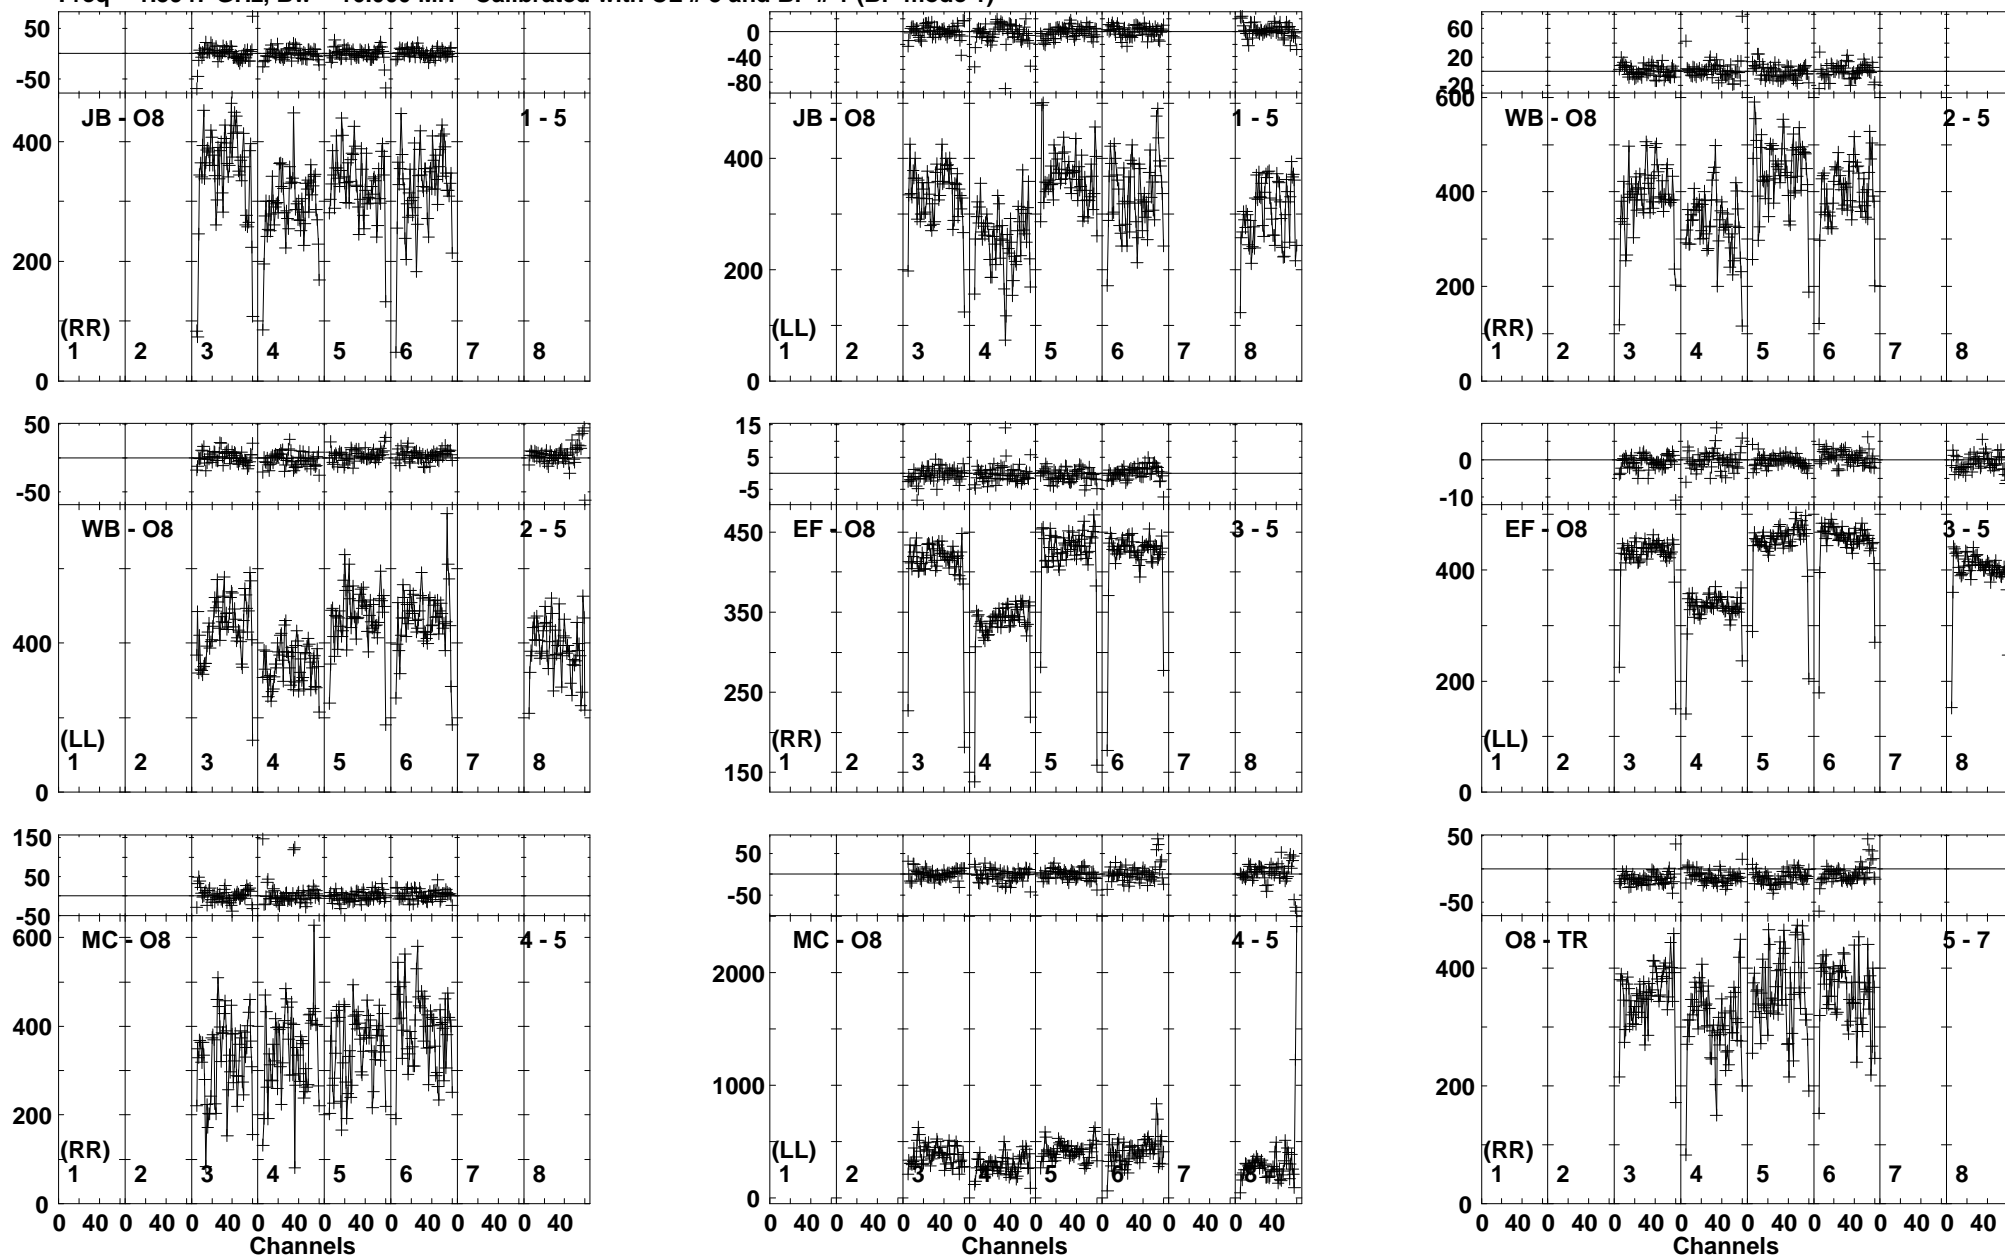 50 0 -50
JB - O8 1 - 5
400 200 0
(RR)
1 2 3 4 5 6 7 8
0 -40 -80
JB - O8 1 - 5
400 200 0
(LL)
1 2 3 4 5 6 7 8
60 20 -20
WB - O8 2 - 5
600 400 200 0
(RR)
1 2 3 4 5 6 7 8
50 -50
WB - O8 2 - 5
400 0
(LL)
1 2 3 4 5 6 7 8
15 5 -5
EF - O8 3 - 5
450 350 250 150
(RR)
1 2 3 4 5 6 7 8
0 -10
EF - O8 3 - 5
400 200 0
(LL)
1 2 3 4 5 6 7 8
150 50 -50
MC - O8 4 - 5
600 400 200 0
(RR)
1 2 3 4 5 6 7 8
0 40 0 40 0 40 0 40 0 40 0 40 0 40 0 40
Channels
50 -50
MC - O8 4 - 5
2000 1000 0
(LL)
1 2 3 4 5 6 7 8
0 40 0 40 0 40 0 40 0 40 0 40 0 40 0 40
Channels
50 -50
O8 - TR 5 - 7
400 200 0
(RR)
1 2 3 4 5 6 7 8
0 40 0 40 0 40 0 40 0 40 0 40 0 40 0 40
Channels